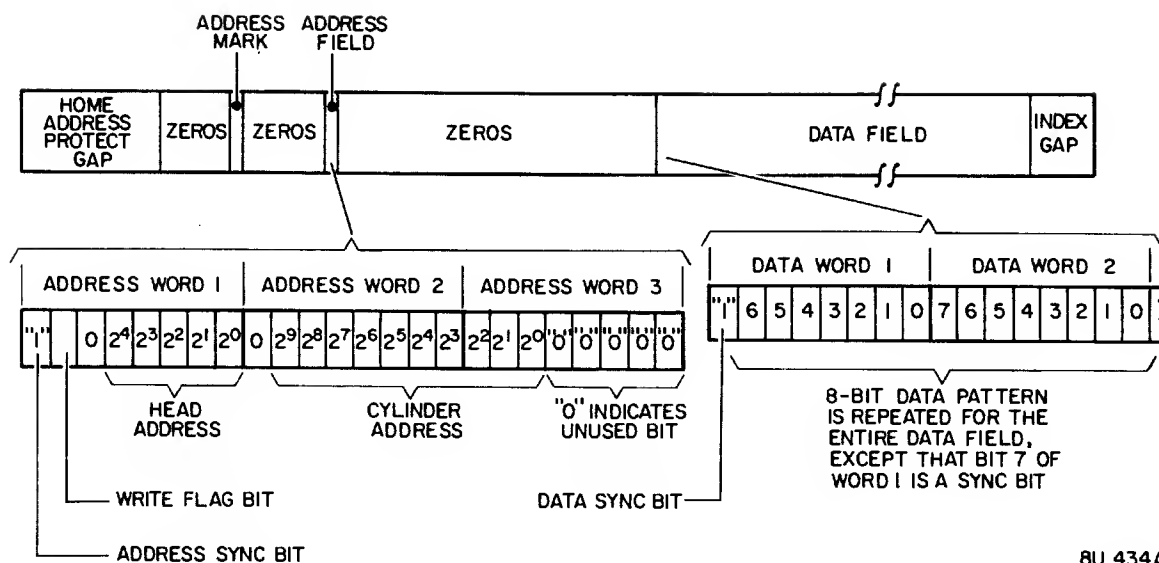 ADDRESS MARK
ADDRESS FIELD
HOME ADDRESS PROTECT GAP
ZEROS
ZEROS
ZEROS
DATA FIELD
INDEX GAP
ADDRESS WORD 1
ADDRESS WORD 2
ADDRESS WORD 3
"1" 0 2⁴ 2³ 2² 2¹ 2⁰ 0 2⁹ 2⁸ 2⁷ 2⁶ 2⁵ 2⁴ 2³ 2² 2¹ 2⁰ "0" "0" "0" "0" "0"
HEAD ADDRESS
CYLINDER ADDRESS
"0" INDICATES UNUSED BIT
WRITE FLAG BIT
ADDRESS SYNC BIT
DATA WORD 1
DATA WORD 2
"1" 6 5 4 3 2 1 0 7 6 5 4 3 2 1 0
8-BIT DATA PATTERN
IS REPEATED FOR THE
ENTIRE DATA FIELD,
EXCEPT THAT BIT 7 OF
WORD 1 IS A SYNC BIT
DATA SYNC BIT